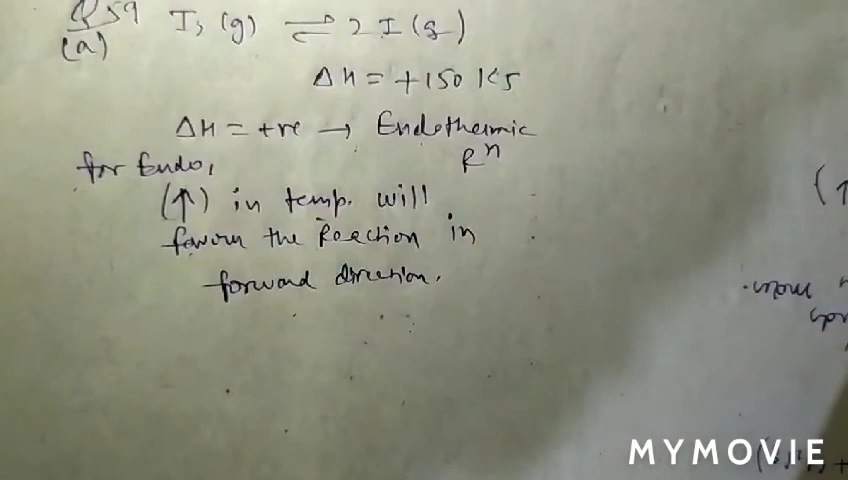 Q 59
(a) I₂ (g) ⇌ 2 I (g)
ΔH = +150 KJ
ΔH = +ve → Endothermic
Rⁿ
for Endo,
(↑) in temp. will
favour the Reaction in
forward direction.
MYMOVIE